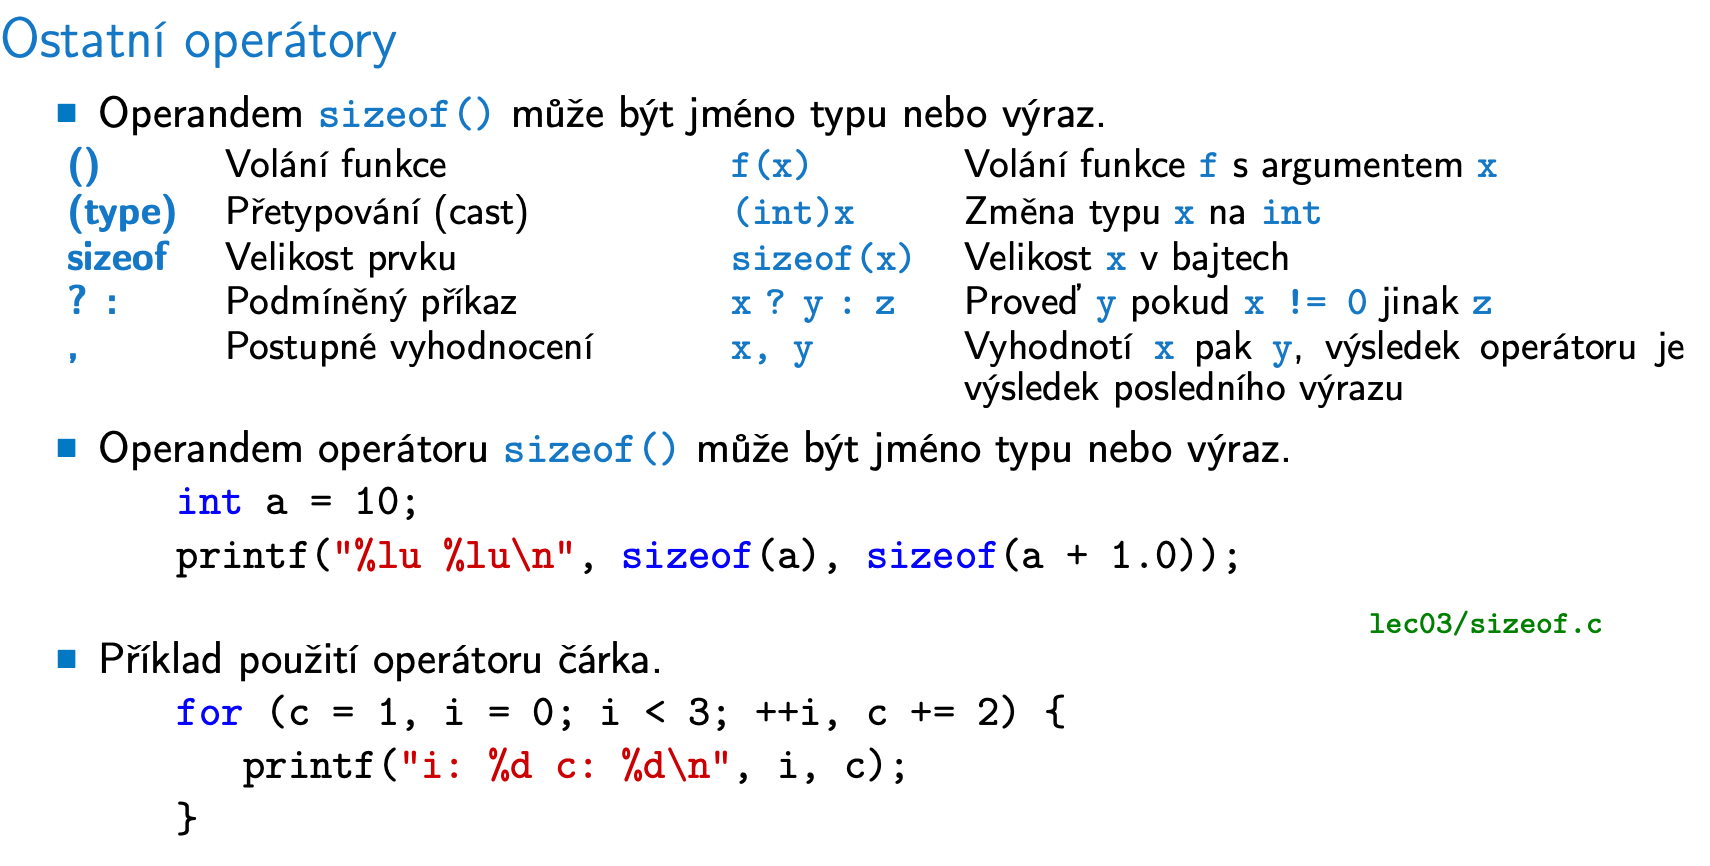 Ostatní operátory
Operandem sizeof() může být jméno typu nebo výraz.
() Volání funkce f(x) Volání funkce f s argumentem x
(type) Přetypování (cast) (int)x Změna typu x na int
sizeof Velikost prvku sizeof(x) Velikost x v bajtech
? : Podmíněný příkaz x ? y : z Proveď y pokud x != 0 jinak z
, Postupné vyhodnocení x, y Vyhodnotí x pak y, výsledek operátoru je
výsledek posledního výrazu
Operandem operátoru sizeof() může být jméno typu nebo výraz.
int a = 10;
printf("%lu %lu\n", sizeof(a), sizeof(a + 1.0));
lec03/sizeof.c
Příklad použití operátoru čárka.
for (c = 1, i = 0; i < 3; ++i, c += 2) {
printf("i: %d c: %d\n", i, c);
}